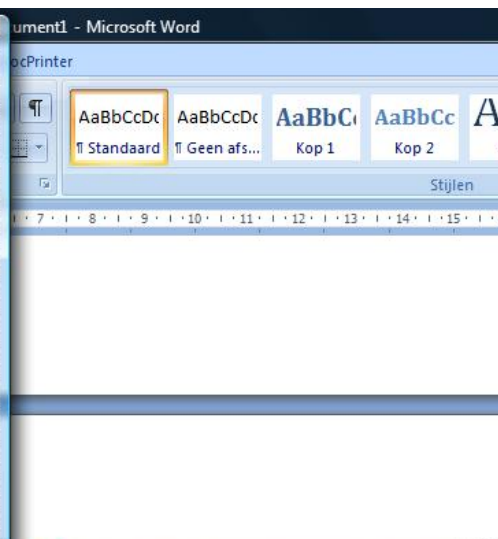 ument1 - Microsoft Word
ocPrinter
¶
AaBbCcDc AaBbCcDc AaBbC AaBbCc A
¶ Standaard ¶ Geen afs... Kop 1 Kop 2
Stijlen
7 · 8 · 9 · 10 · 11 · 12 · 13 · 14 · 15